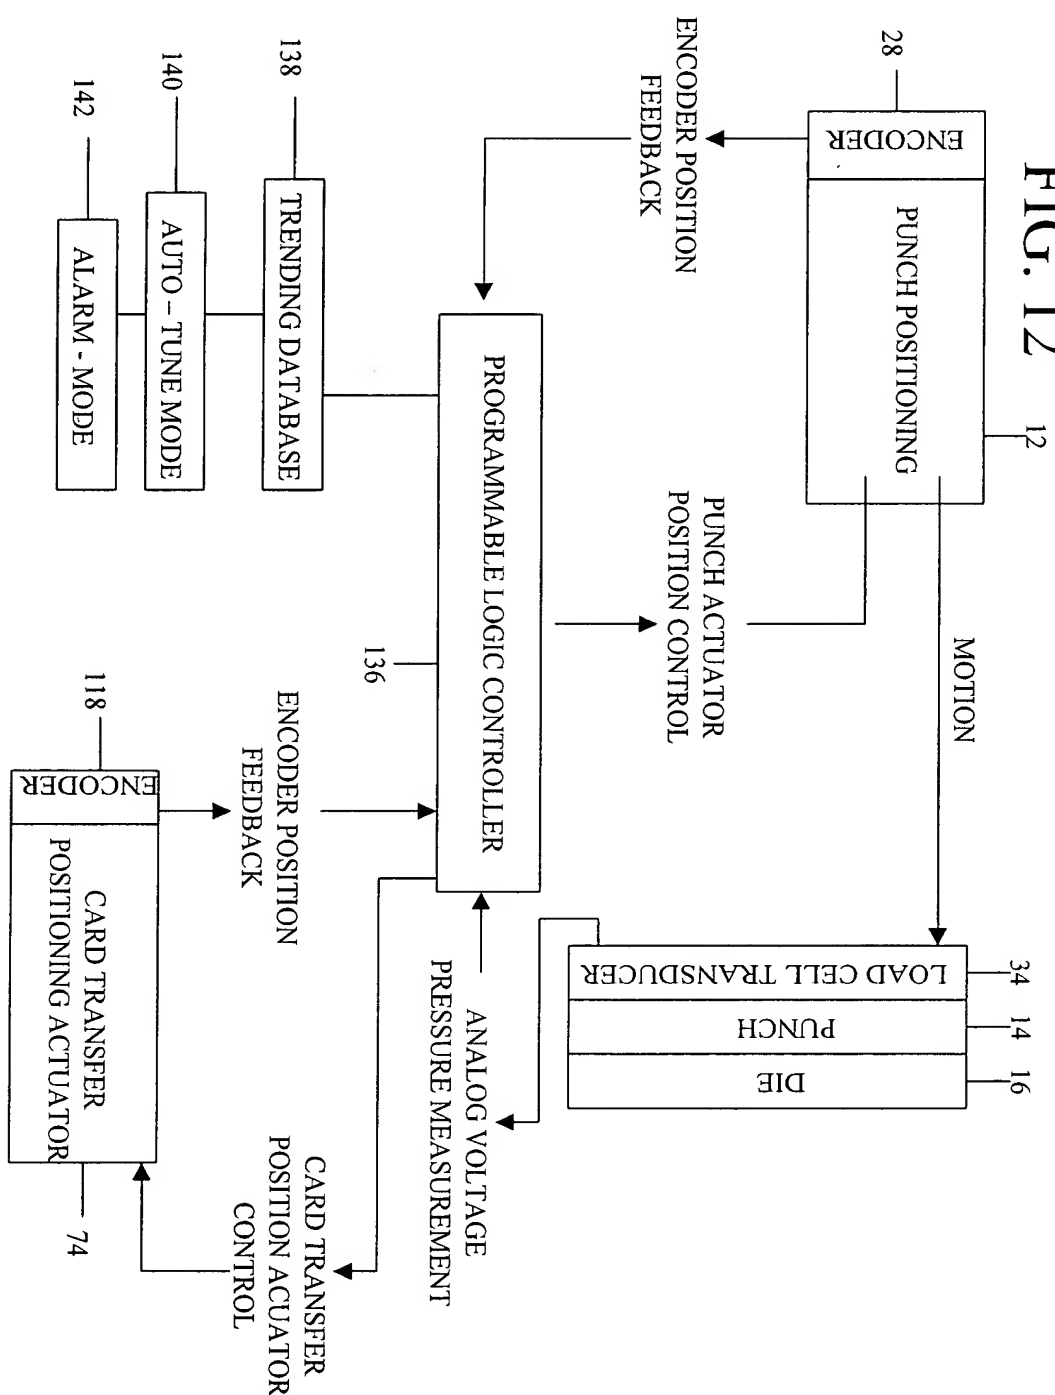 FIG. 12
28
ENCODER
PUNCH POSITIONING
12
MOTION
34
LOAD CELL TRANSDUCER
14
PUNCH
16
DIE
ENCODER POSITION
FEEDBACK
PUNCH ACTUATOR
POSITION CONTROL
ANALOG VOLTAGE
PRESSURE MEASUREMENT
PROGRAMMABLE LOGIC CONTROLLER
136
138
TRENDING DATABASE
140
AUTO - TUNE MODE
142
ALARM - MODE
ENCODER POSITION
FEEDBACK
CARD TRANSFER
POSITION ACUATOR
CONTROL
118
ENCODER
CARD TRANSFER
POSITIONING ACTUATOR
74